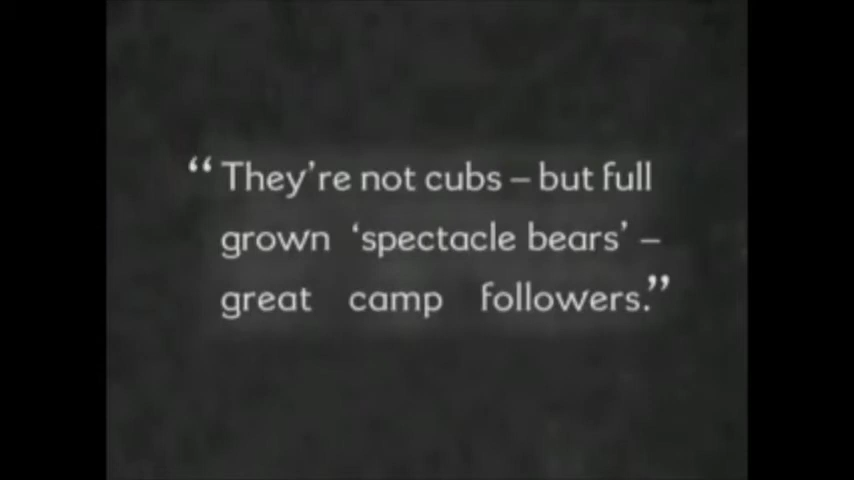 “They’re not cubs – but full
grown ‘spectacle bears’ –
great camp followers.”